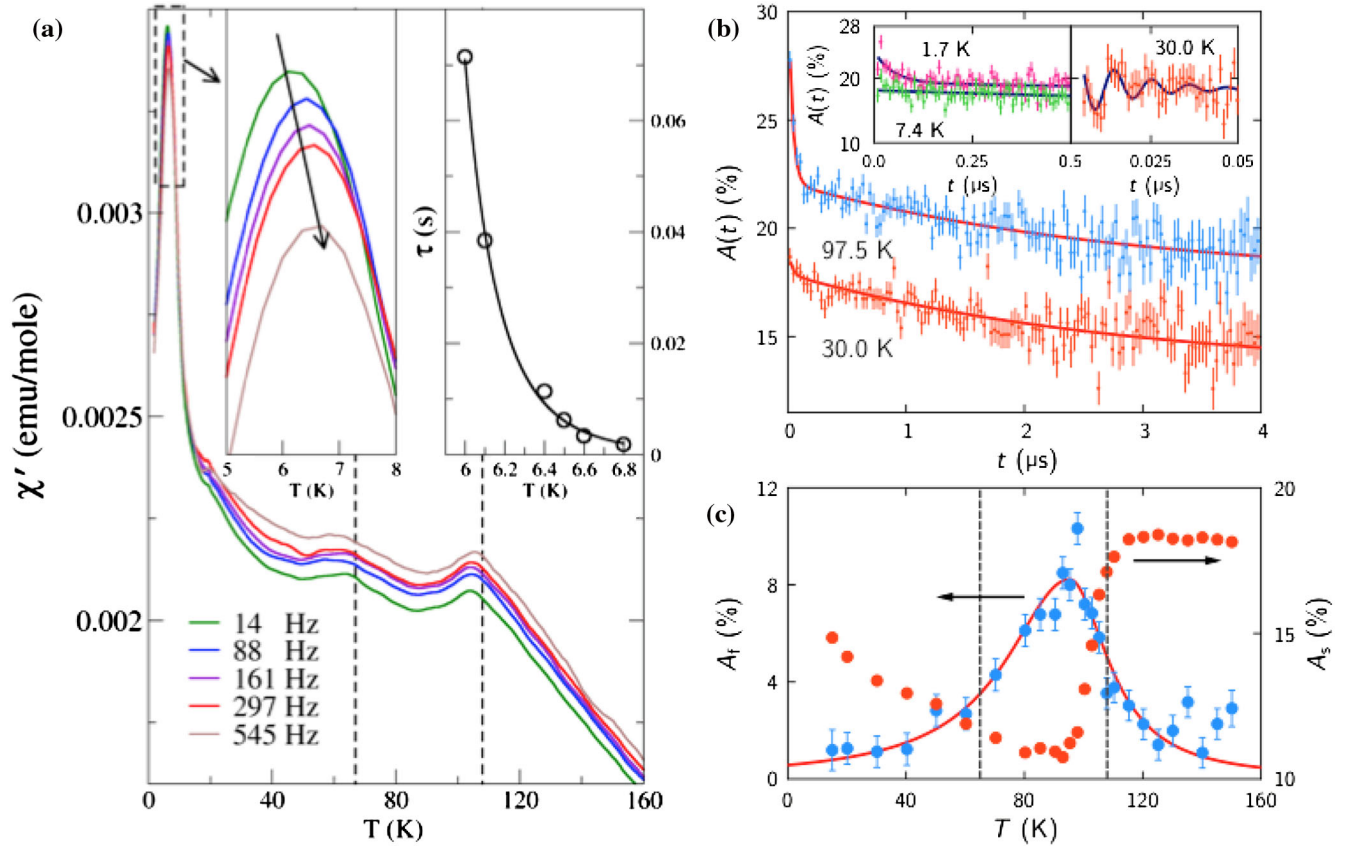 (a)
χ′ (emu/mole)
0.003
0.0025
0.002
0
40
80
120
160
T (K)
14 Hz
88 Hz
161 Hz
297 Hz
545 Hz
5
6
7
8
T (K)
τ (s)
0.06
0.04
0.02
0
6
6.2
6.4
6.6
6.8
T (K)
(b)
A(t) (%)
30
25
20
15
0
1
2
3
4
t (µs)
97.5 K
30.0 K
A(t) (%)
28
20
10
1.7 K
7.4 K
0.0
0.25
0.5
t (µs)
30.0 K
0.025
0.05
t (µs)
(c)
A_f (%)
12
8
4
0
0
40
80
120
160
T (K)
20
15
10
A_s (%)